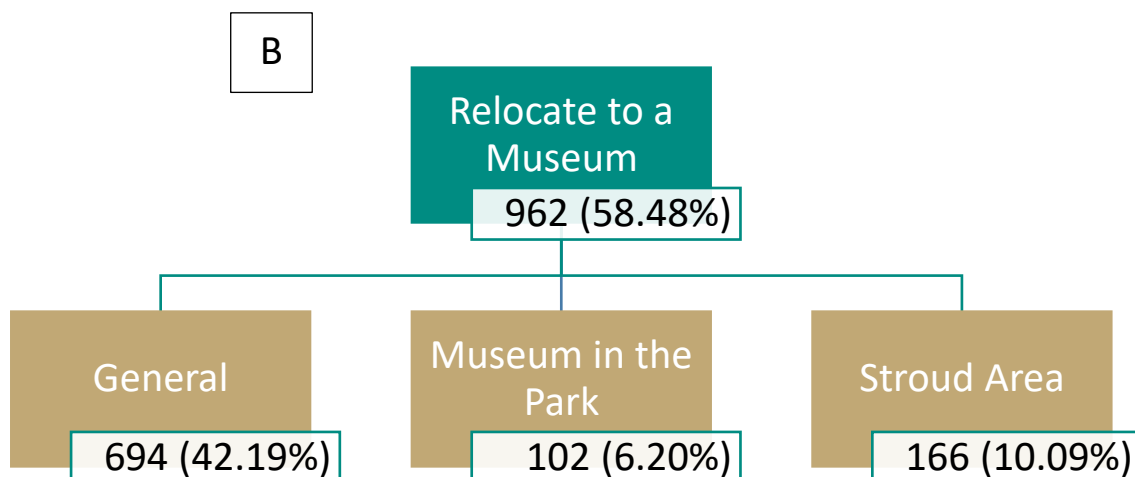 B
Relocate to a
Museum
962 (58.48%)
General
694 (42.19%)
Museum in the
Park
102 (6.20%)
Stroud Area
166 (10.09%)